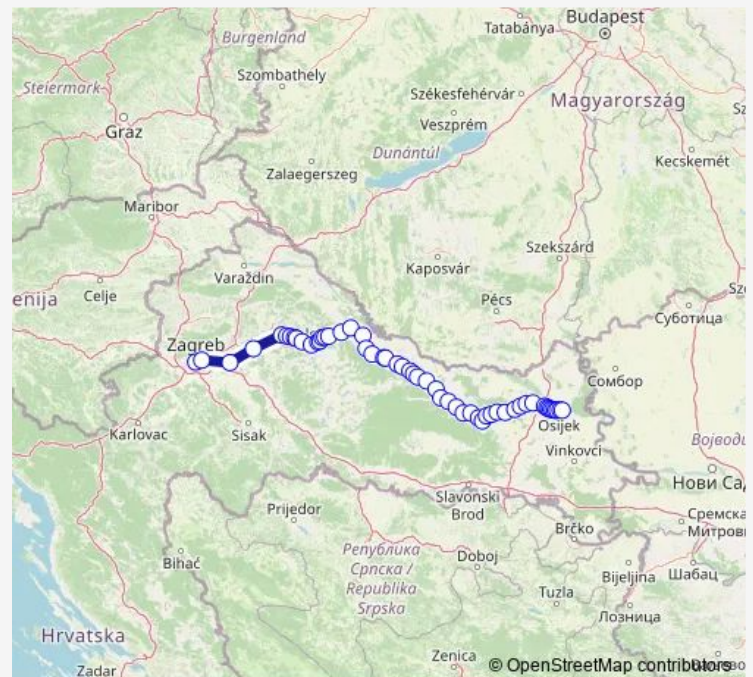 Budapest
Tatabánya
Burgenland
Szombathely
Steiermark
Székesfehérvár
Magyarország
Veszprém
Graz
Dunántúl
Kecskemét
Zalaegerszeg
Maribor
Szekszárd
Kaposvár
Varaždin
Celje
enija
Pécs
Суботица
Zagreb
Сомбор
Karlovac
Sisak
Osijek
Vinkovci
Војвод
Нови Сад
Slavonski
Brod
Prijedor
Сремска
Митрови
Brčko
Република
Српска /
Republika
Srpska
Bihać
Doboj
Bijeljina
Шабац
Tuzla
Лозница
Hrvatska
Zenica
Zadar
© OpenStreetMap contributors